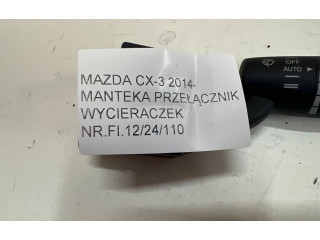 MAZDA CX-3 2014-
MANTEKA PRZEŁĄCZNIK
WYCIERACZEK
NR.FI.12/24/110
OFF
AUTO